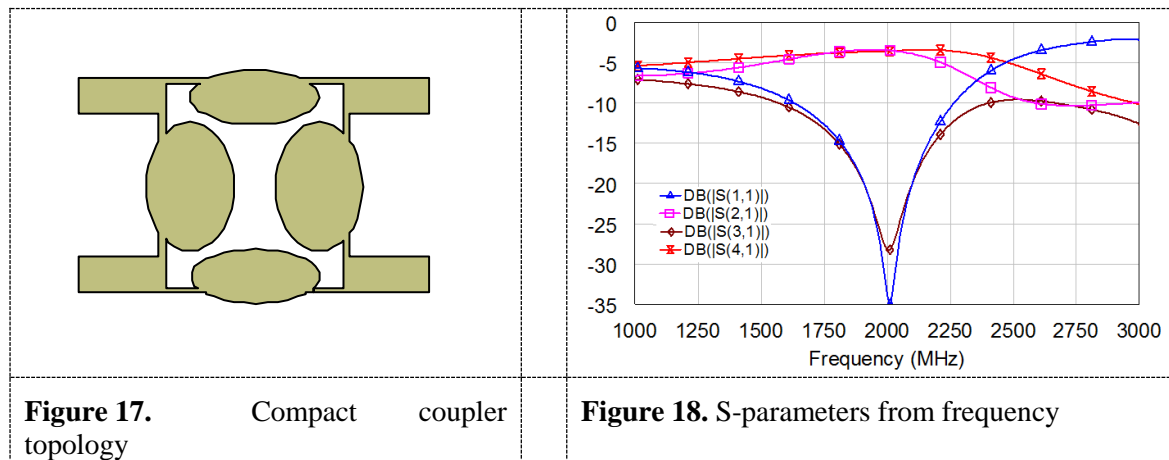 0
-5
-10
-15
-20
-25
-30
-35
DB(|S(1,1)|)
DB(|S(2,1)|)
DB(|S(3,1)|)
DB(|S(4,1)|)
1000 1250 1500 1750 2000 2250 2500 2750 3000
Frequency (MHz)
Figure 17. Compact coupler
topology
Figure 18. S-parameters from frequency